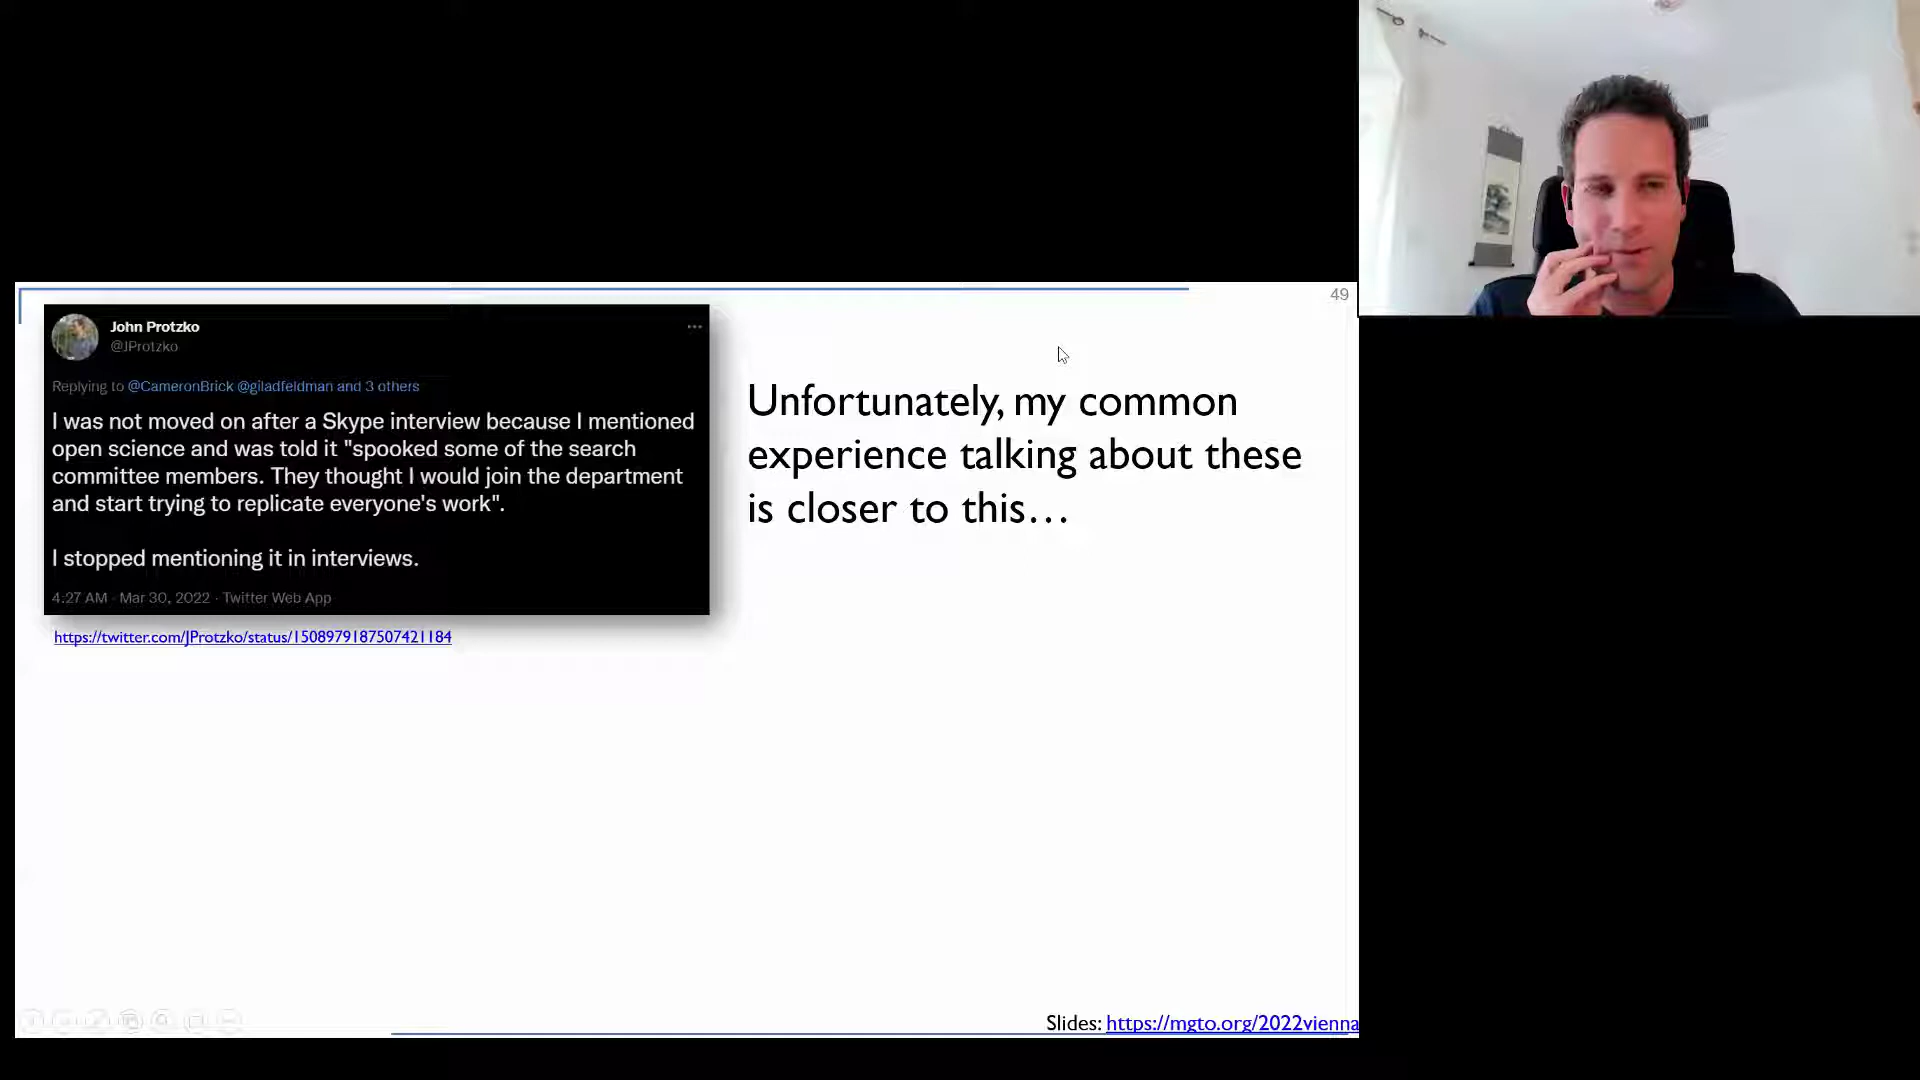 49
John Protzko
@JProtzko
Replying to @CameronBrick @giladfeldman and 3 others
I was not moved on after a Skype interview because I mentioned
open science and was told it "spooked some of the search
committee members. They thought I would join the department
and start trying to replicate everyone's work".
I stopped mentioning it in interviews.
4:27 AM · Mar 30, 2022 · Twitter Web App
https://twitter.com/JProtzko/status/1508979187507421184
Unfortunately, my common
experience talking about these
is closer to this…
Slides: https://mgto.org/2022vienna